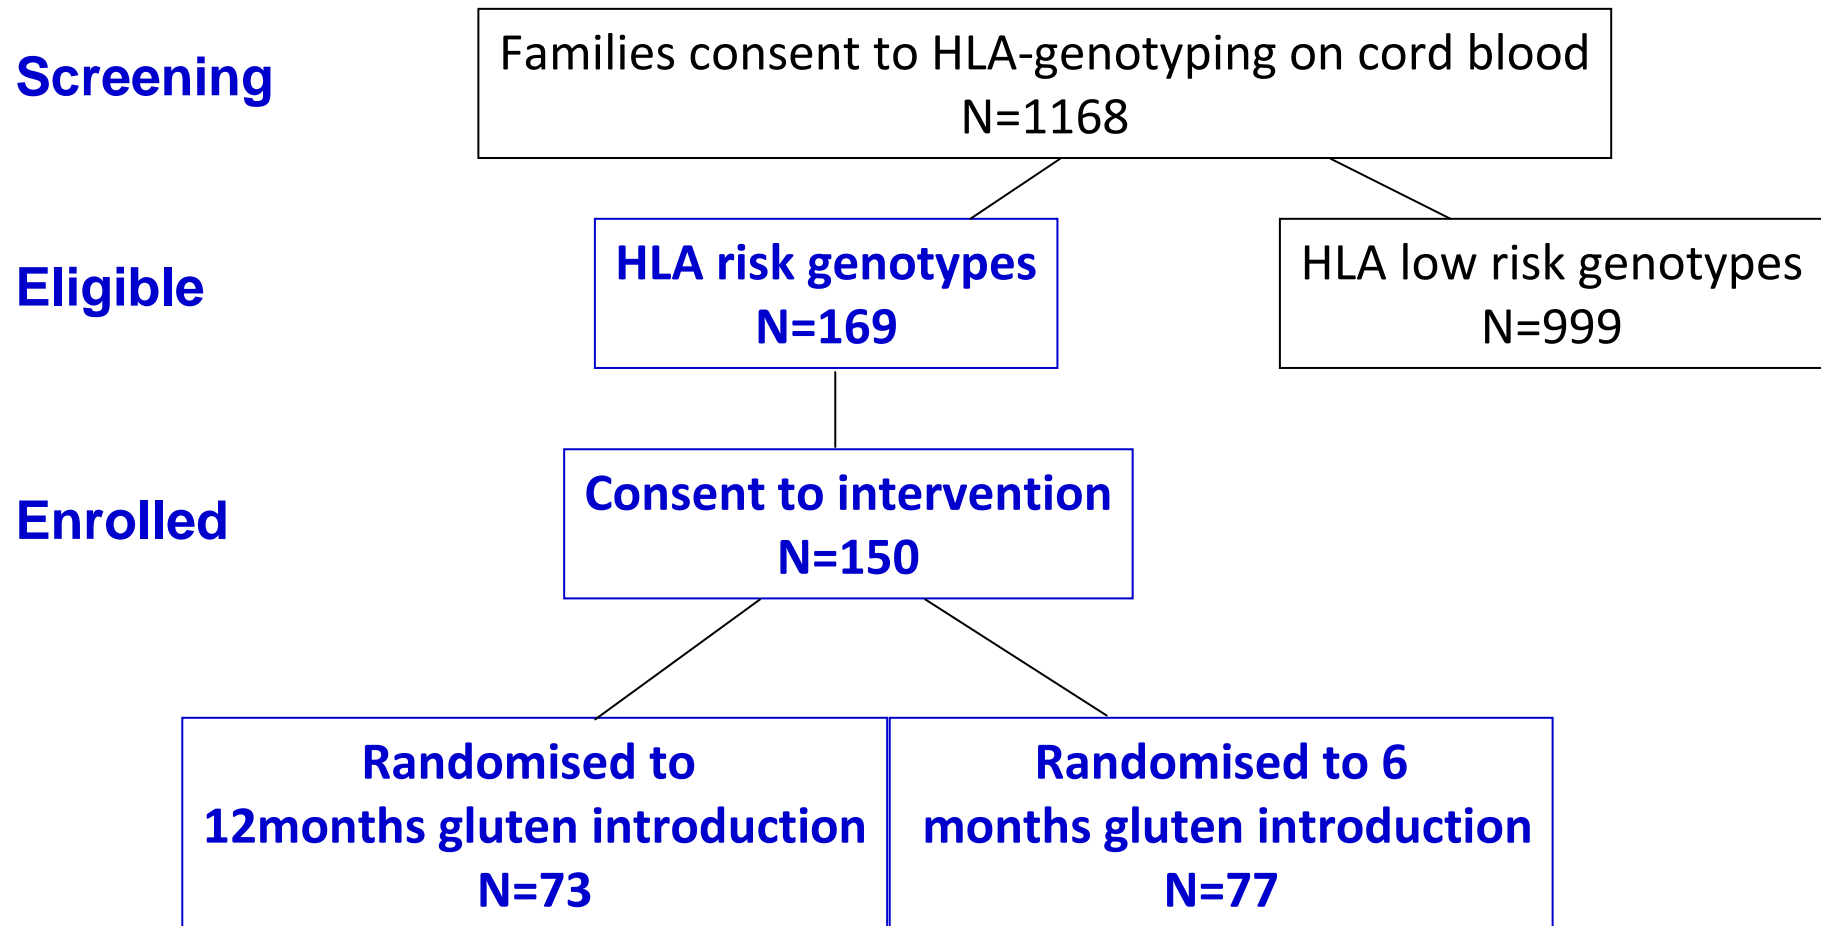 Screening
Families consent to HLA-genotyping on cord blood
N=1168
Eligible
HLA risk genotypes
N=169
HLA low risk genotypes
N=999
Enrolled
Consent to intervention
N=150
Randomised to
12months gluten introduction
N=73
Randomised to 6
months gluten introduction
N=77